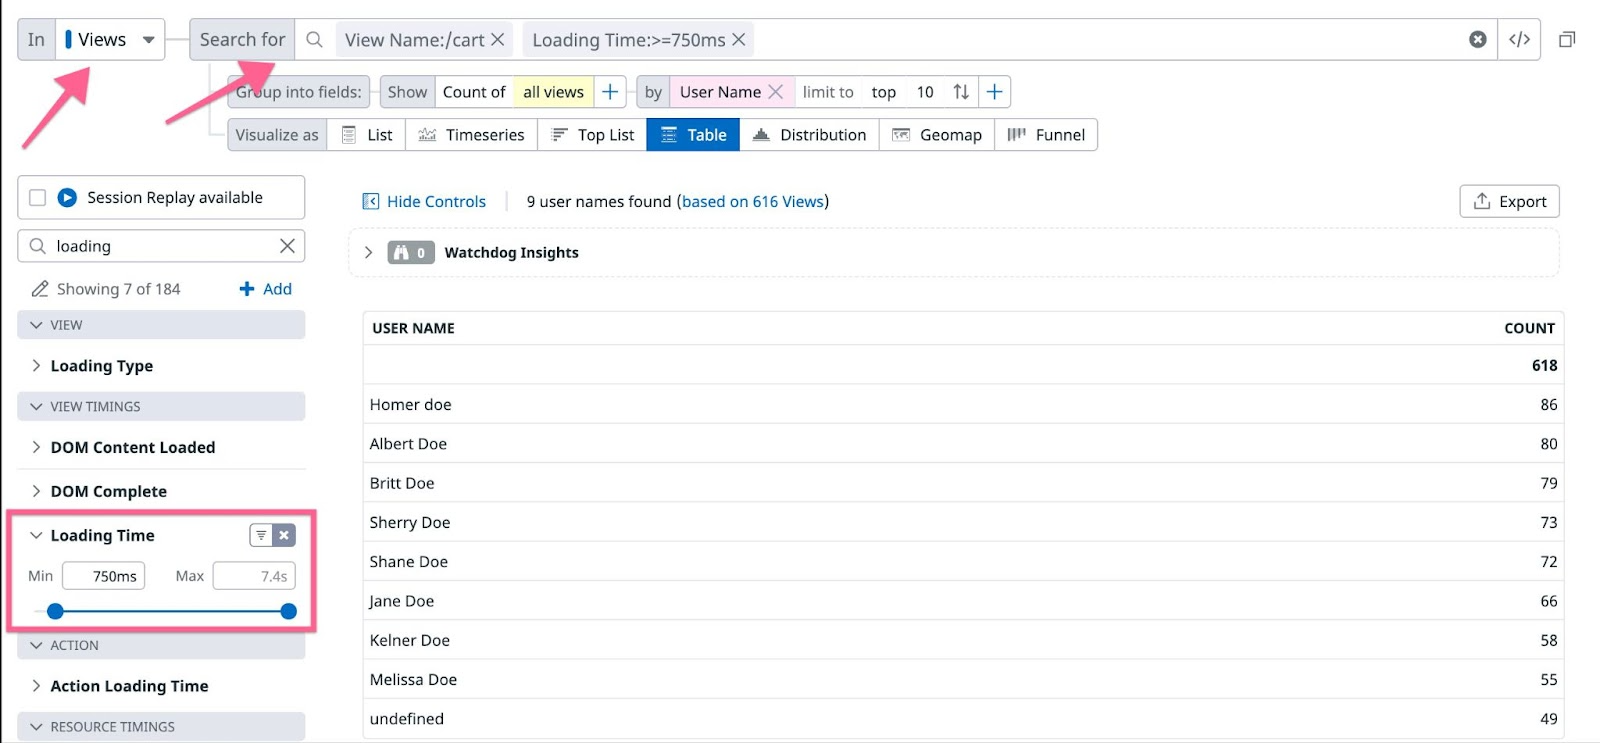 In Views Search for View Name:/cart Loading Time:>=750ms </>
Group into fields: Show Count of all views + by User Name limit to top 10 +
Visualize as List Timeseries Top List Table Distribution Geomap Funnel
Session Replay available
Hide Controls 9 user names found (based on 616 Views) Export
loading
0 Watchdog Insights
Showing 7 of 184 + Add
VIEW
Loading Type
VIEW TIMINGS
DOM Content Loaded
DOM Complete
Loading Time
Min 750ms Max 7.4s
ACTION
Action Loading Time
RESOURCE TIMINGS
USER NAME COUNT
618
Homer doe 86
Albert Doe 80
Britt Doe 79
Sherry Doe 73
Shane Doe 72
Jane Doe 66
Kelner Doe 58
Melissa Doe 55
undefined 49